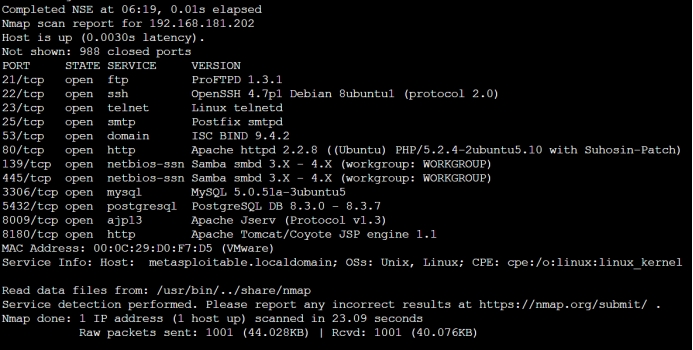 Completed NSE at 06:19, 0.01s elapsed
Nmap scan report for 192.168.181.202
Host is up (0.0030s latency).
Not shown: 988 closed ports
PORT     STATE SERVICE     VERSION
21/tcp   open  ftp         ProFTPD 1.3.1
22/tcp   open  ssh         OpenSSH 4.7p1 Debian 8ubuntu1 (protocol 2.0)
23/tcp   open  telnet      Linux telnetd
25/tcp   open  smtp        Postfix smtpd
53/tcp   open  domain      ISC BIND 9.4.2
80/tcp   open  http        Apache httpd 2.2.8 ((Ubuntu) PHP/5.2.4-2ubuntu5.10 with Suhosin-Patch)
139/tcp  open  netbios-ssn Samba smbd 3.X - 4.X (workgroup: WORKGROUP)
445/tcp  open  netbios-ssn Samba smbd 3.X - 4.X (workgroup: WORKGROUP)
3306/tcp open  mysql       MySQL 5.0.51a-3ubuntu5
5432/tcp open  postgresql  PostgreSQL DB 8.3.0 - 8.3.7
8009/tcp open  ajp13       Apache Jserv (Protocol v1.3)
8180/tcp open  http        Apache Tomcat/Coyote JSP engine 1.1
MAC Address: 00:0C:29:D0:F7:D5 (VMware)
Service Info: Host:  metasploitable.localdomain; OSs: Unix, Linux; CPE: cpe:/o:linux:linux_kernel
Read data files from: /usr/bin/../share/nmap
Service detection performed. Please report any incorrect results at https://nmap.org/submit/ .
Nmap done: 1 IP address (1 host up) scanned in 23.09 seconds
           Raw packets sent: 1001 (44.028KB) | Rcvd: 1001 (40.076KB)